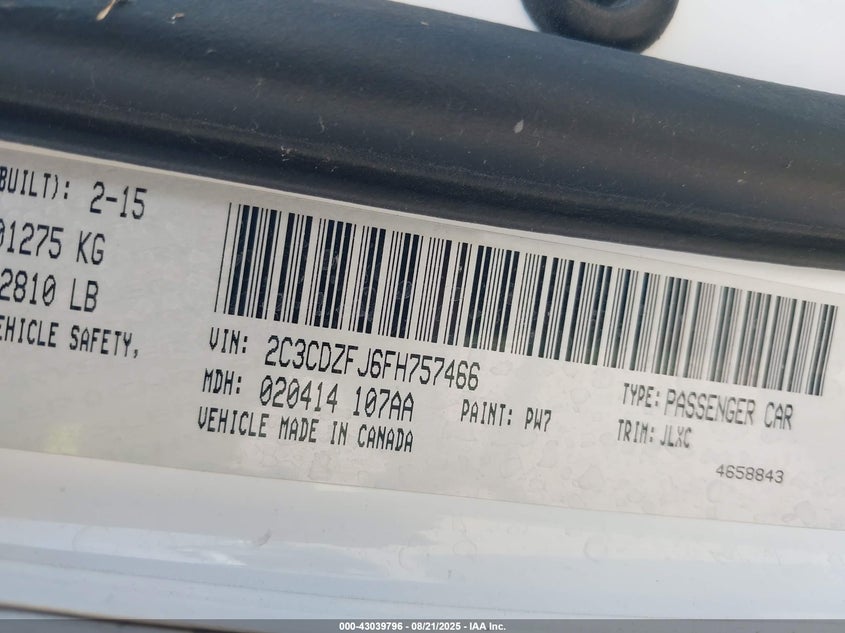 BUILT): 2-15
01275 KG
2810 LB
EHICLE SAFETY,
VIN: 2C3CDZFJ6FH757466
MDH: 020414 107AA
PAINT: PW7
VEHICLE MADE IN CANADA
TYPE: PASSENGER CAR
TRIM: JLXC
4658843
000-43039796 - 08/21/2025 - IAA Inc.